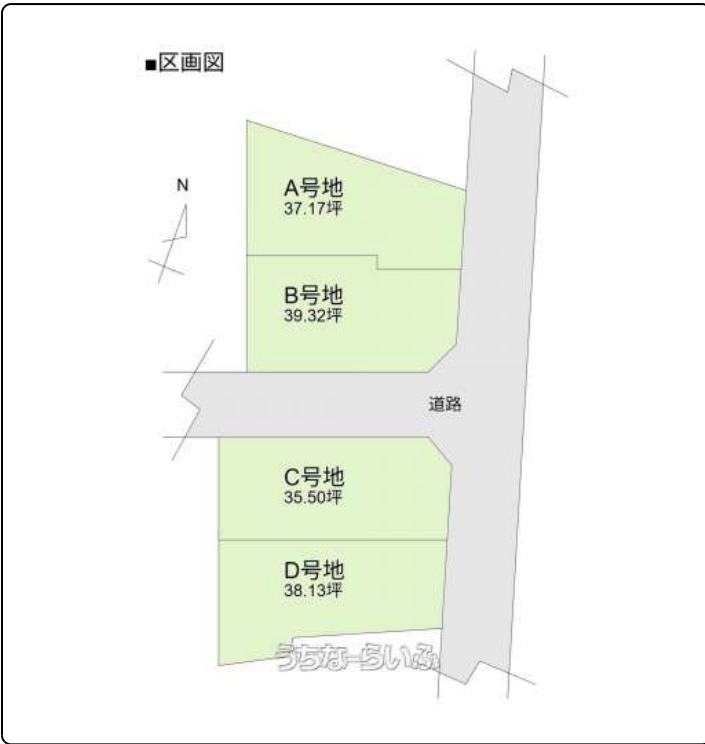 ■区画図
N
A号地
37.17坪
B号地
39.32坪
道路
C号地
35.50坪
D号地
38.13坪
うちなーらいふ